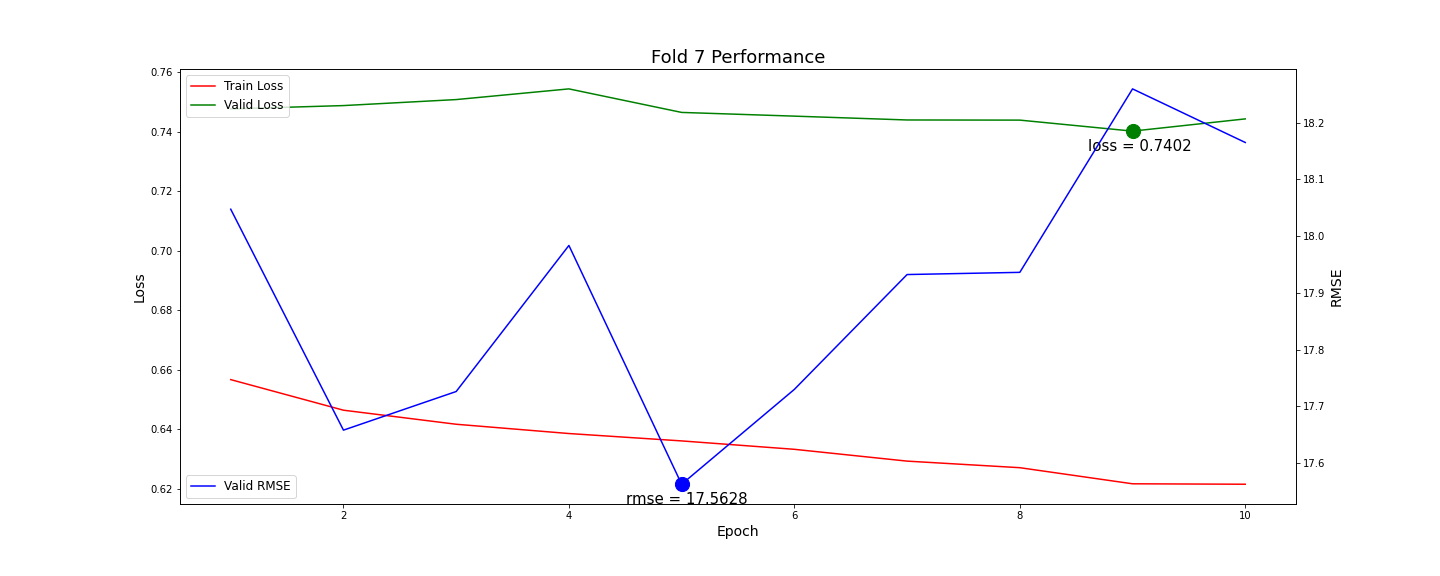 Fold 7 Performance
Train Loss
Valid Loss
Valid RMSE
loss = 0.7402
rmse = 17.5628
Loss
0.76
0.74
0.72
0.70
0.68
0.66
0.64
0.62
RMSE
18.2
18.1
18.0
17.9
17.8
17.7
17.6
2 4 6 8 10
Epoch